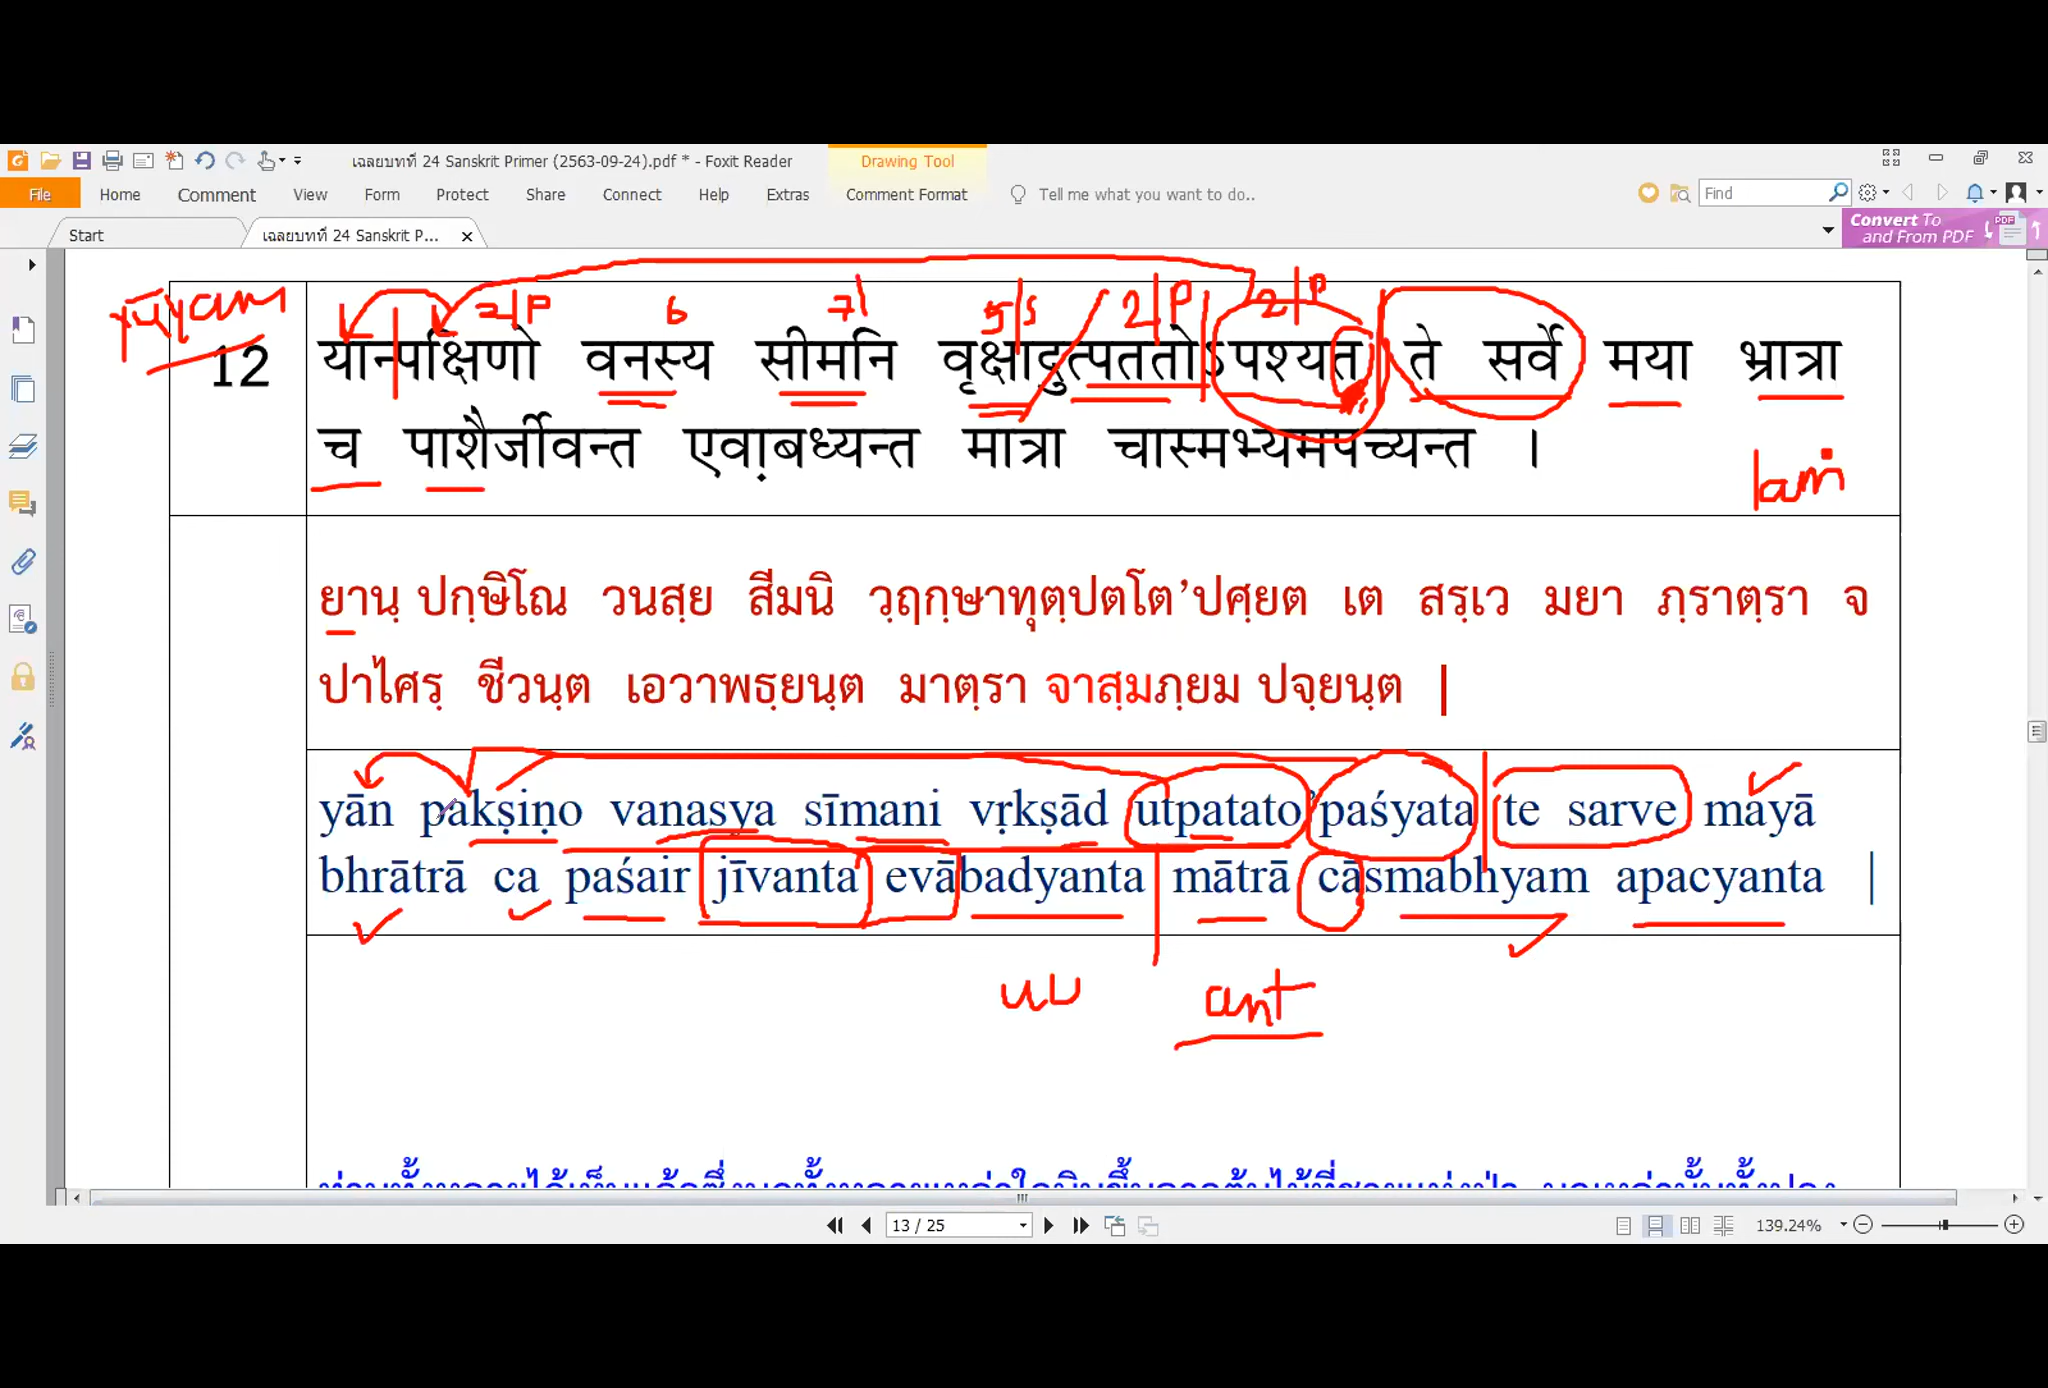 เฉลยบทที่ 24 Sanskrit Primer (2563-09-24).pdf * - Foxit Reader
Drawing Tool
File Home Comment View Form Protect Share Connect Help Extras Comment Format Tell me what you want to do.. Find
Start
เฉลยบทที่ 24 Sanskrit P...
Convert To and From PDF
PDF
yūyam
2|P 6 7| 5|s 2|P 2|P
12
यान्पक्षिणो वनस्य सीमनि वृक्षादुत्पततोऽपश्यत ते सर्वे मया भ्रात्रा
च पाशैर्जीवन्त एवा़बध्यन्त मात्रा चास्मभ्यमपच्यन्त ।
ยานฺ ปกฺษิโณ วนสฺย สีมนิ วฺฤกฺษาทุตฺปตโต’ปศฺยต เต สรฺเว มยา ภฺราตฺรา จ
ปาไศรฺ ชีวนฺต เอวาพธฺยนฺต มาตฺรา จาสฺมภฺยม ปจฺยนฺต |
yān pakṣiṇo vanasya sīmani vṛkṣād utpatato’paśyata te sarve mayā
bhrātrā ca paśair jīvanta evābadyanta mātrā cāsmabhyam apacyanta |
ant
13 / 25
139.24%